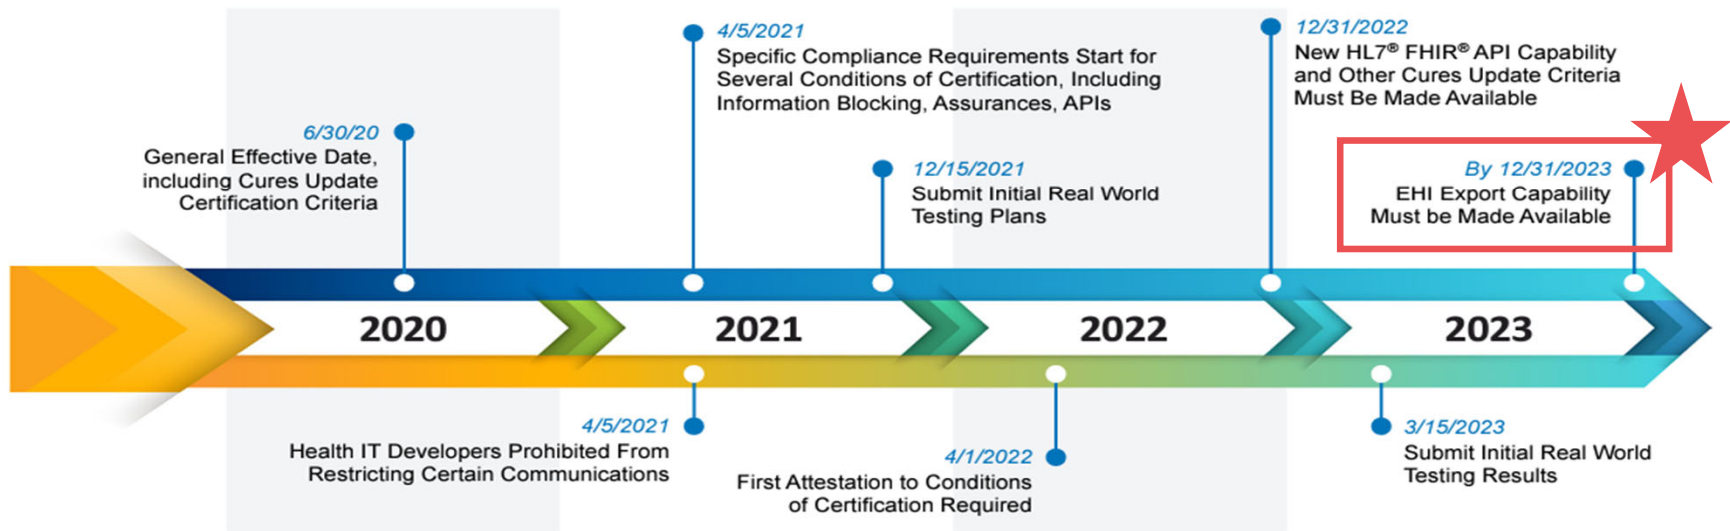 4/5/2021
Specific Compliance Requirements Start for
Several Conditions of Certification, Including
Information Blocking, Assurances, APIs
12/31/2022
New HL7® FHIR® API Capability
and Other Cures Update Criteria
Must Be Made Available
6/30/20
General Effective Date,
including Cures Update
Certification Criteria
12/15/2021
Submit Initial Real World
Testing Plans
By 12/31/2023
EHI Export Capability
Must be Made Available
2020
2021
2022
2023
4/5/2021
Health IT Developers Prohibited From
Restricting Certain Communications
4/1/2022
First Attestation to Conditions
of Certification Required
3/15/2023
Submit Initial Real World
Testing Results